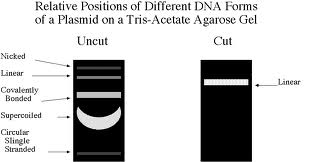 Relative Positions of Different DNA Forms
of a Plasmid on a Tris-Acetate Agarose Gel
Uncut
Cut
Nicked
Linear
Covalently
Bonded
Supercoiled
Circular
Slingle
Stranded
Linear